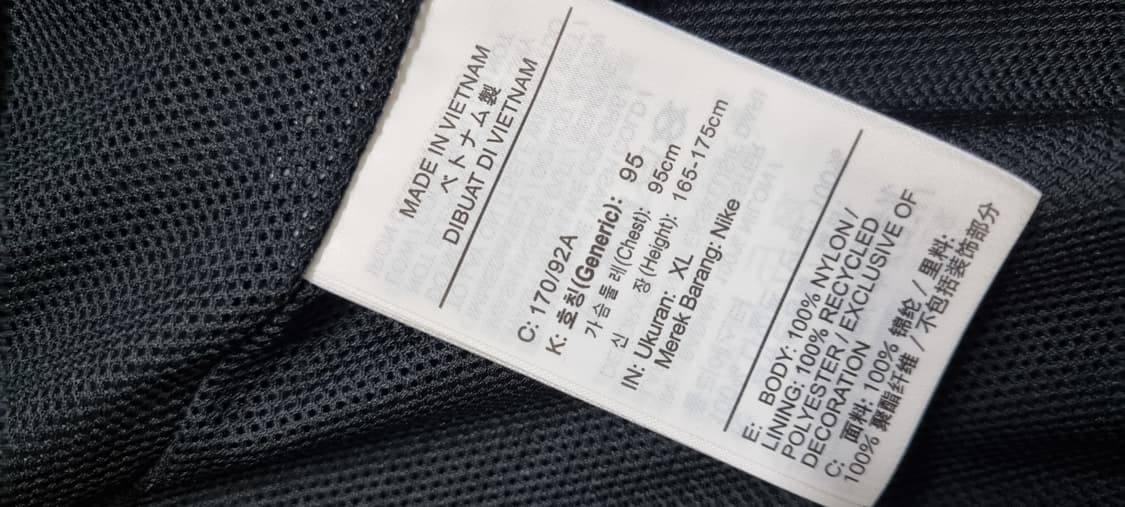 MADE IN VIETNAM
ベトナム製
DIBUAT DI VIETNAM
C: 170/92A
K: 호칭(Generic): 95
가슴둘레(Chest): 95cm
신 장(Height): 165-175cm
IN: Ukuran: XL
Merek Barang: Nike
E: BODY: 100% NYLON /
LINING: 100% RECYCLED
POLYESTER / EXCLUSIVE OF
DECORATION
C: 面料: 100% 锦纶 / 里料:
100% 聚酯纤维 / 不包括装饰部分